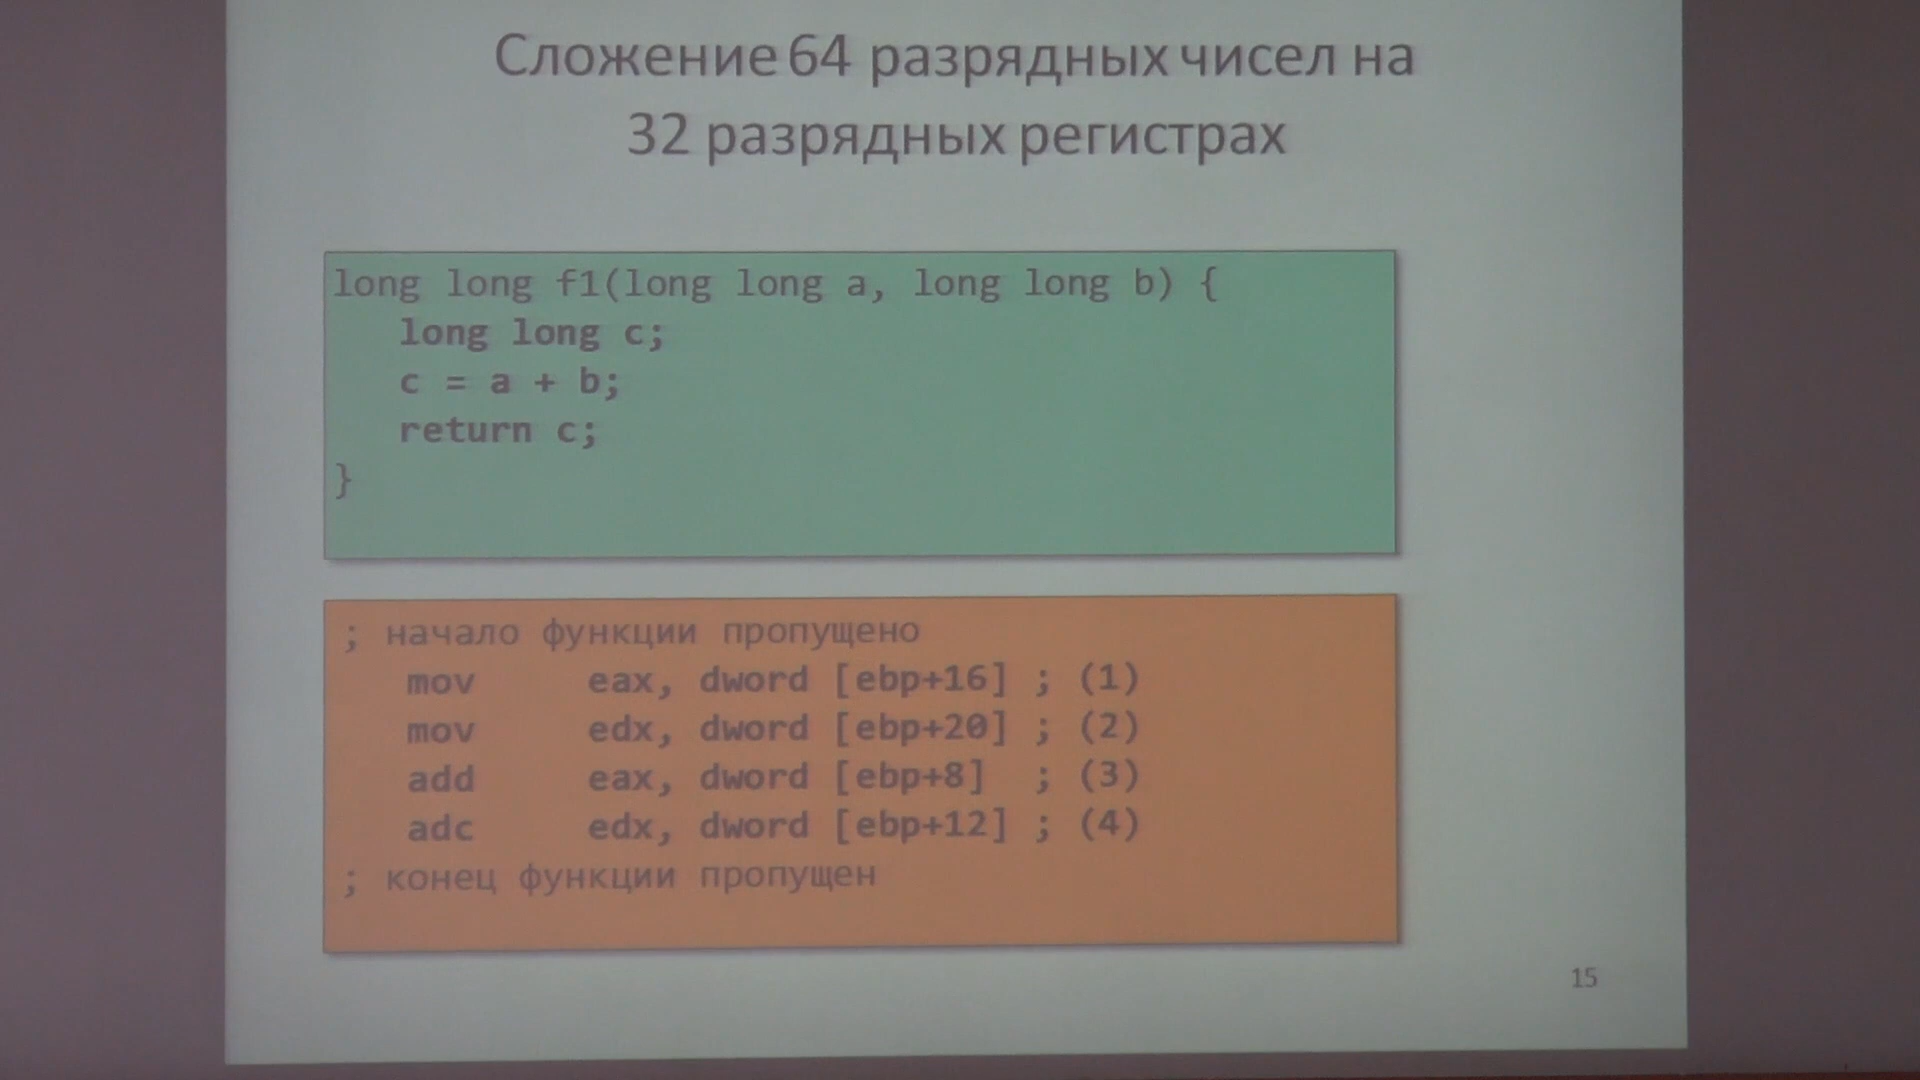 Сложение 64 разрядных чисел на
32 разрядных регистрах
long long f1(long long a, long long b) {
long long c;
c = a + b;
return c;
}
; начало функции пропущено
mov eax, dword [ebp+16] ; (1)
mov edx, dword [ebp+20] ; (2)
add eax, dword [ebp+8] ; (3)
adc edx, dword [ebp+12] ; (4)
; конец функции пропущен
15